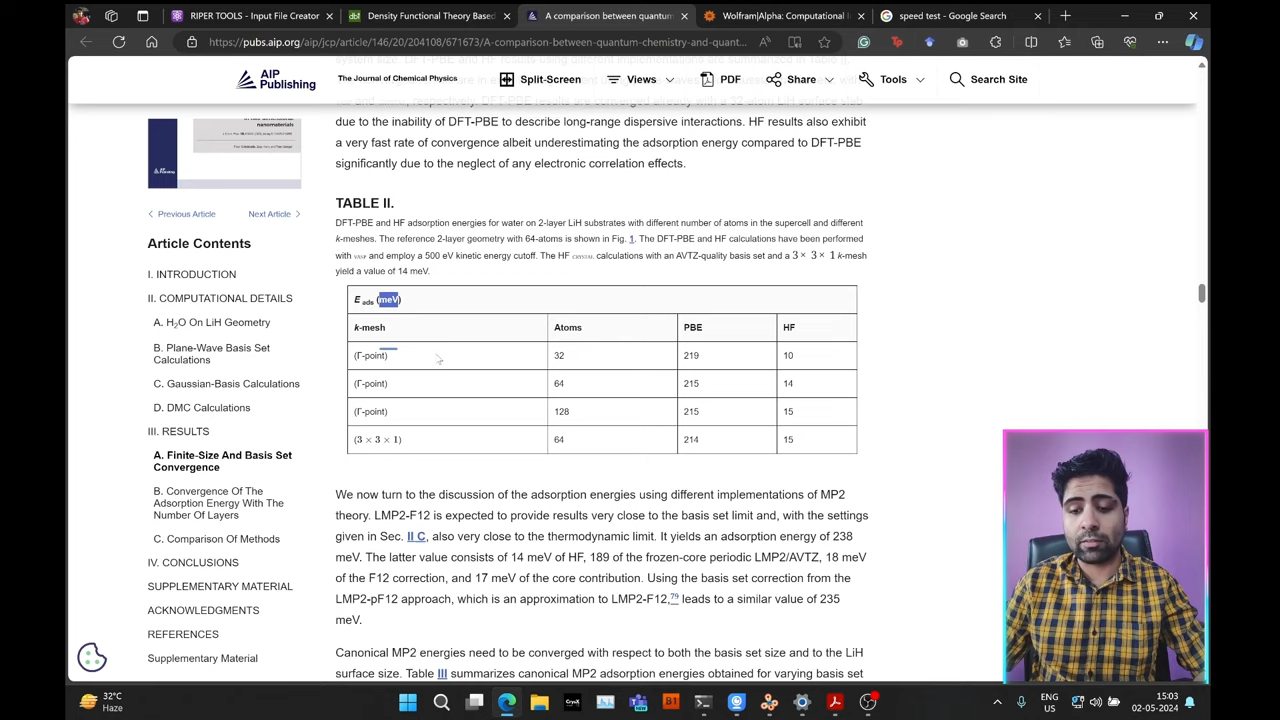 RIPER TOOLS - Input File Creator
Density Functional Theory Based
A comparison between quantum
Wolfram|Alpha: Computational In
speed test - Google Search
https://pubs.aip.org/aip/jcp/article/146/20/204108/671673/A-comparison-between-quantum-chemistry-and-quant...
AIP Publishing
The Journal of Chemical Physics
Split-Screen
Views
PDF
Share
Tools
Search Site
due to the inability of DFT-PBE to describe long-range dispersive interactions. HF results also exhibit
a very fast rate of convergence albeit underestimating the adsorption energy compared to DFT-PBE
significantly due to the neglect of any electronic correlation effects.
Previous Article
Next Article
Article Contents
I. INTRODUCTION
II. COMPUTATIONAL DETAILS
A. H2O On LiH Geometry
B. Plane-Wave Basis Set
Calculations
C. Gaussian-Basis Calculations
D. DMC Calculations
III. RESULTS
A. Finite-Size And Basis Set
Convergence
B. Convergence Of The
Adsorption Energy With The
Number Of Layers
C. Comparison Of Methods
IV. CONCLUSIONS
SUPPLEMENTARY MATERIAL
ACKNOWLEDGMENTS
REFERENCES
Supplementary Material
TABLE II.
DFT-PBE and HF adsorption energies for water on 2-layer LiH substrates with different number of atoms in the supercell and different
k-meshes. The reference 2-layer geometry with 64-atoms is shown in Fig. 1. The DFT-PBE and HF calculations have been performed
with VASP and employ a 500 eV kinetic energy cutoff. The HF CRYSTAL calculations with an AVTZ-quality basis set and a 3 × 3 × 1 k-mesh
yield a value of 14 meV.
E ads (meV)
k-mesh Atoms PBE HF
(Γ-point) 32 219 10
(Γ-point) 64 215 14
(Γ-point) 128 215 15
(3 × 3 × 1) 64 214 15
We now turn to the discussion of the adsorption energies using different implementations of MP2
theory. LMP2-F12 is expected to provide results very close to the basis set limit and, with the settings
given in Sec. II C, also very close to the thermodynamic limit. It yields an adsorption energy of 238
meV. The latter value consists of 14 meV of HF, 189 of the frozen-core periodic LMP2/AVTZ, 18 meV
of the F12 correction, and 17 meV of the core contribution. Using the basis set correction from the
LMP2-pF12 approach, which is an approximation to LMP2-F12,79 leads to a similar value of 235
meV.
Canonical MP2 energies need to be converged with respect to both the basis set size and to the LiH
surface size. Table III summarizes canonical MP2 adsorption energies obtained for varying basis set
32°C
Haze
ENG
US
15:03
02-05-2024